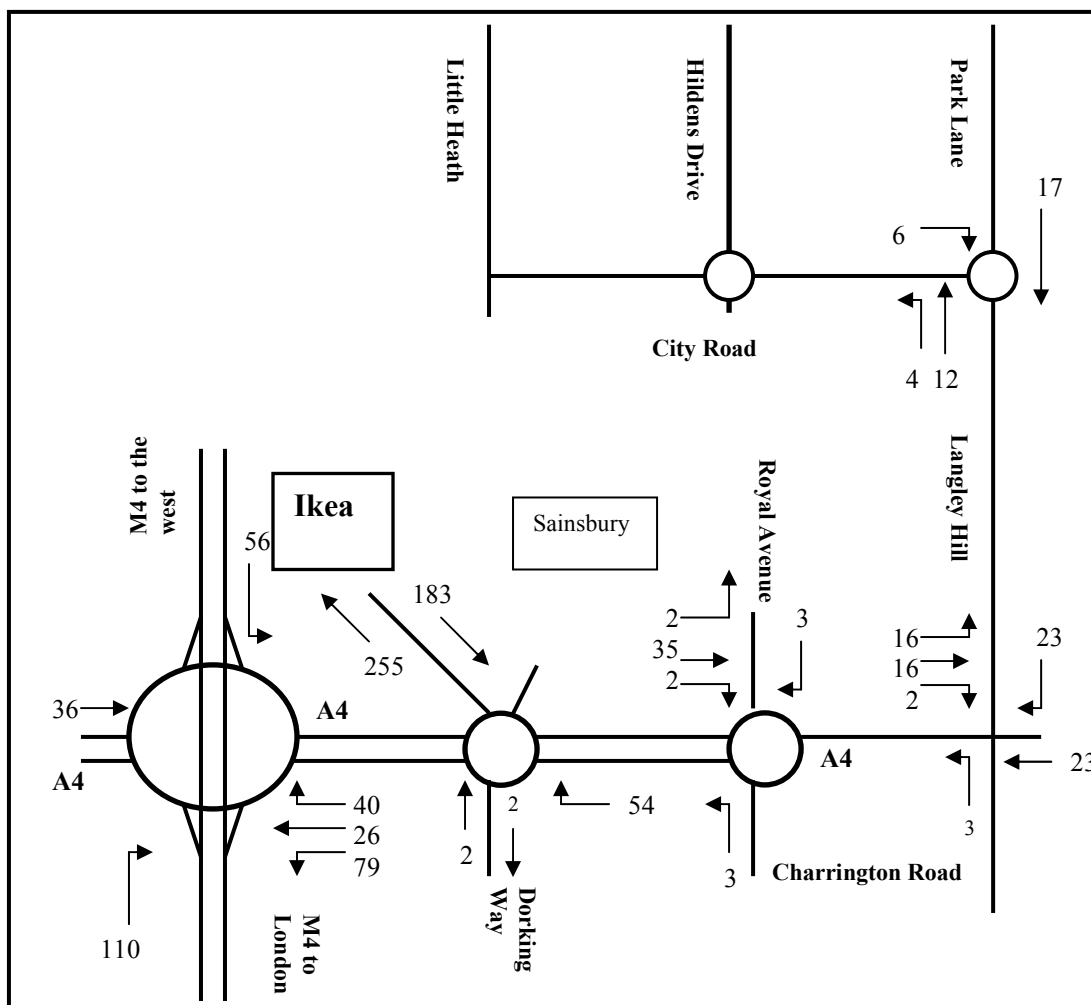 Little Heath
Hildens Drive
Park Lane
17
6
City Road
4
12
M4 to the
west
Ikea
Sainsbury
Royal Avenue
Langley Hill
56
183
255
2
35
2
3
16
16
2
23
36
A4
A4
A4
23
40
26
79
2
2
54
3
3
Charrington Road
110
M4 to
London
Dorking
Way